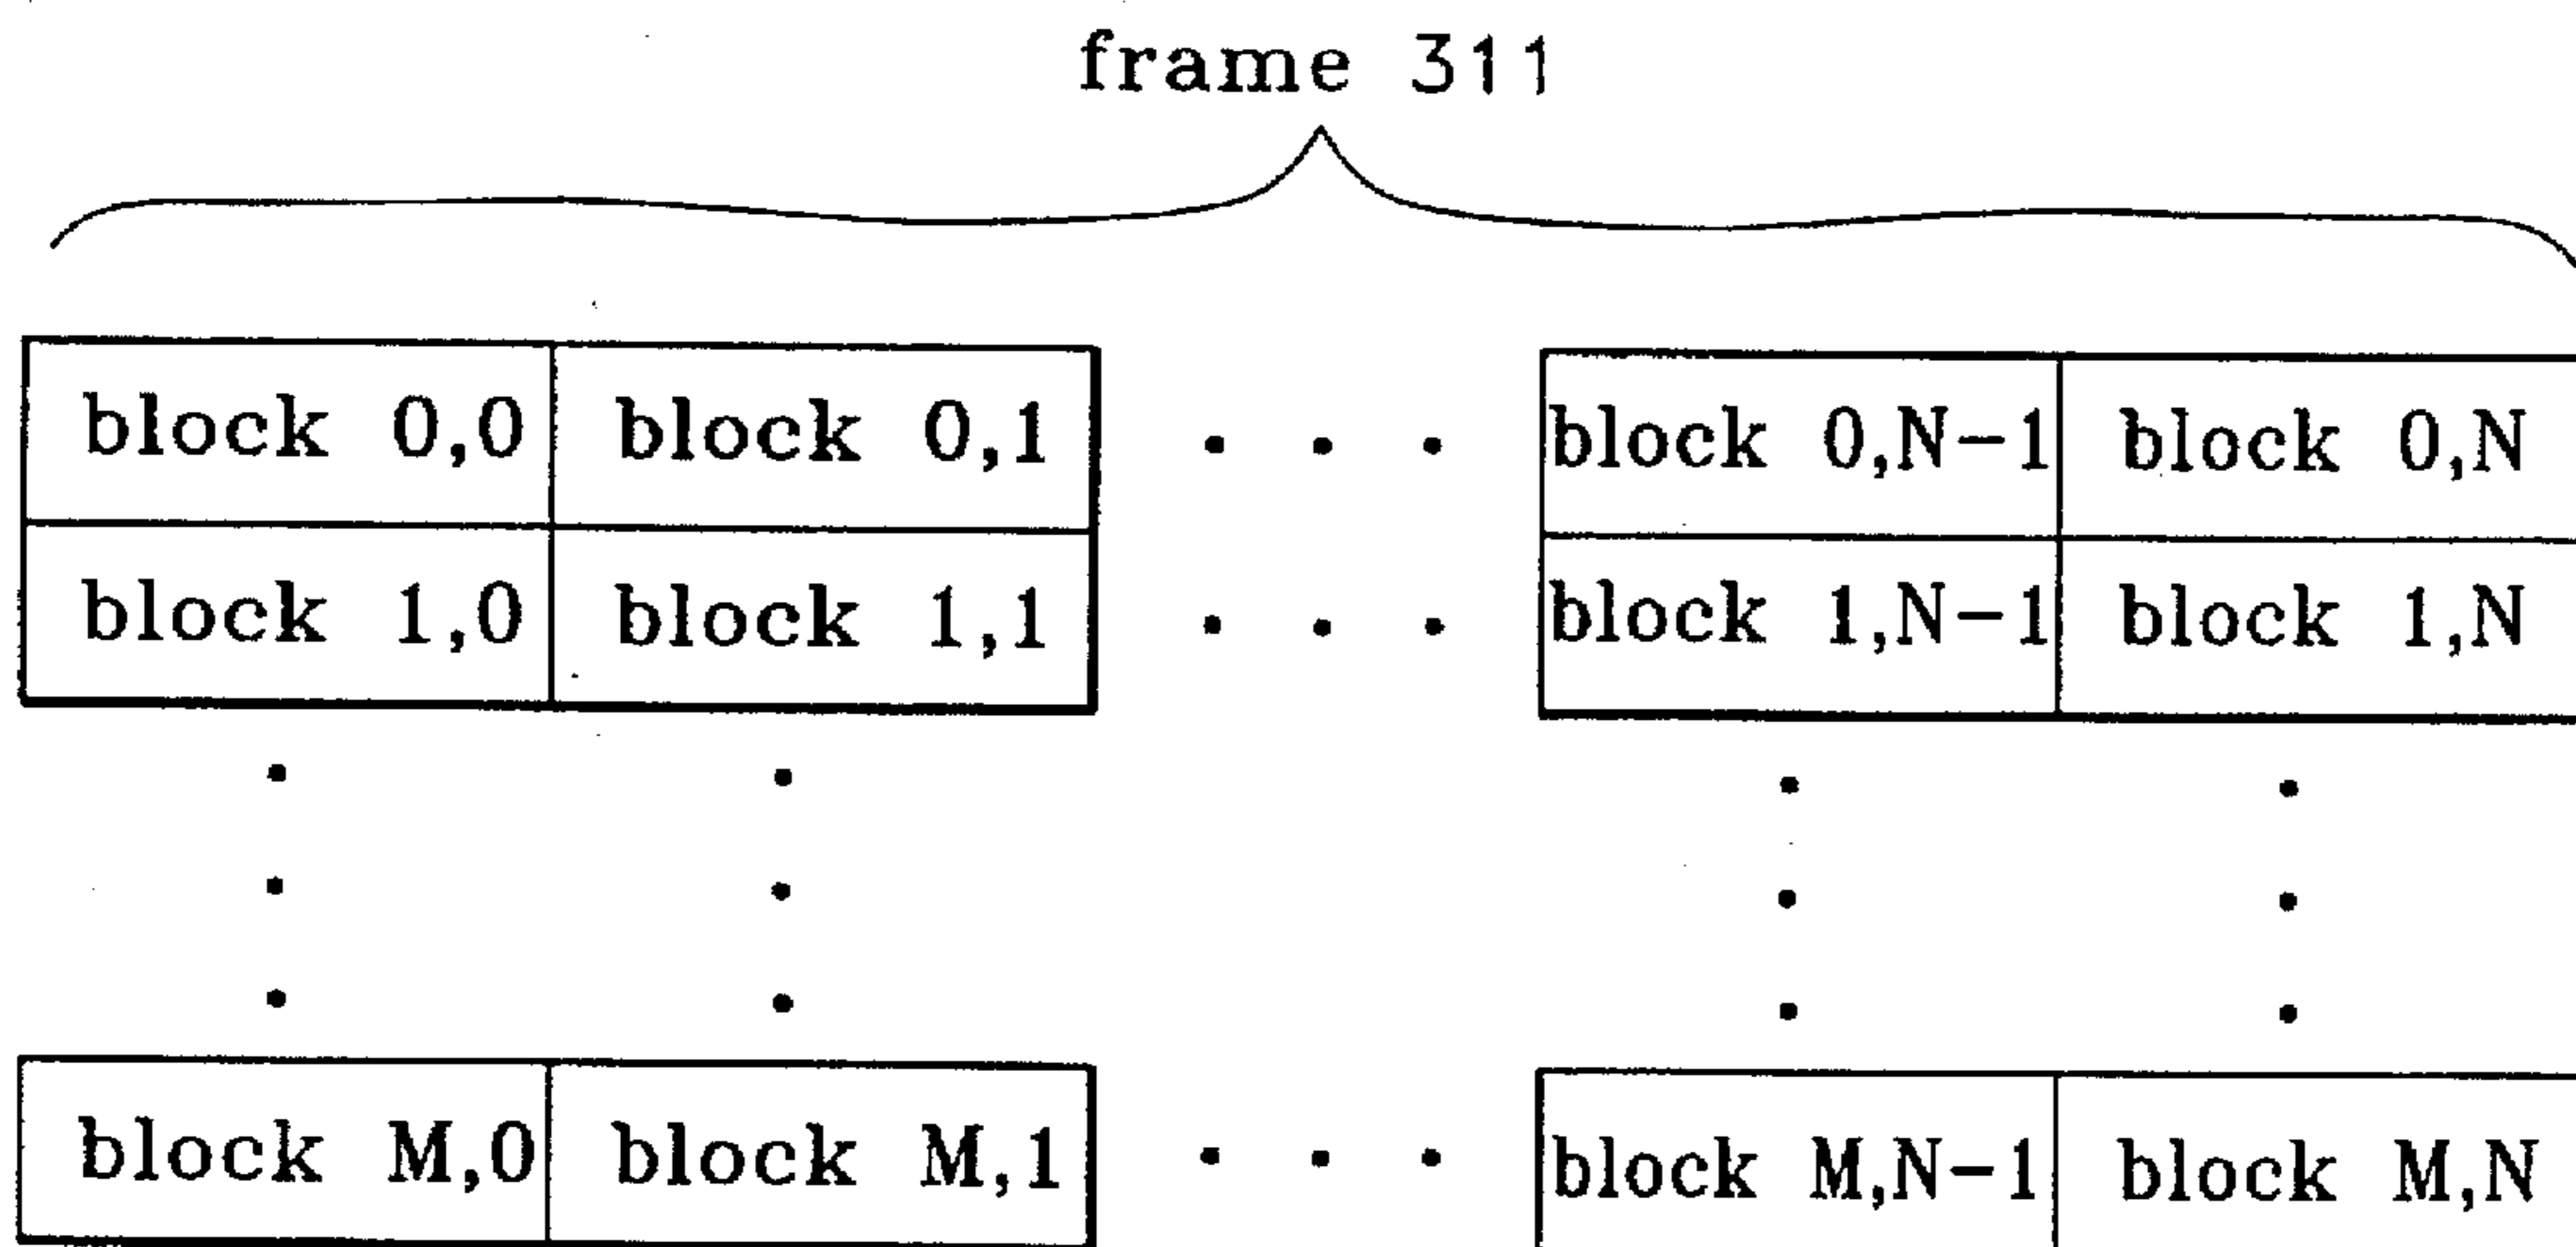 frame 311
block 0,0 block 0,1 . . . block 0,N-1 block 0,N
block 1,0 block 1,1 . . . block 1,N-1 block 1,N
block M,0 block M,1 . . . block M,N-1 block M,N